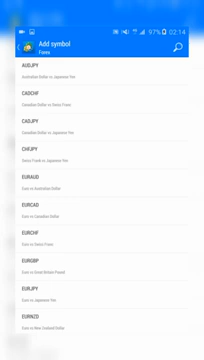 97% 02:14
Add symbol
Forex
AUDJPY
Australian Dollar vs Japanese Yen
CADCHF
Canadian Dollar vs Swiss Franc
CADJPY
Canadian Dollar vs Japanese Yen
CHFJPY
Swiss Frank vs Japanese Yen
EURAUD
Euro vs Australian Dollar
EURCAD
Euro vs Canadian Dollar
EURCHF
Euro vs Swiss Franc
EURGBP
Euro vs Great Britain Pound
EURJPY
Euro vs Japanese Yen
EURNZD
Euro vs New Zealand Dollar